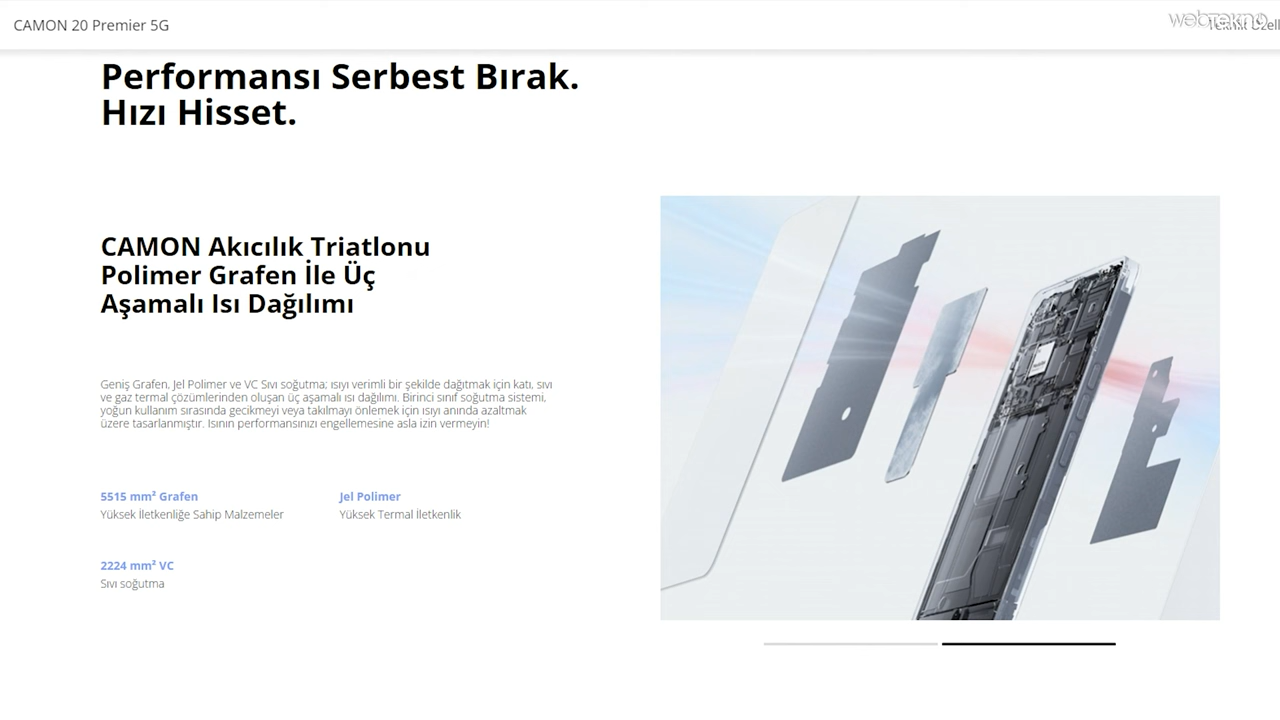 CAMON 20 Premier 5G
webtekno
Performansı Serbest Bırak.
Hızı Hisset.
CAMON Akıcılık Triatlonu
Polimer Grafen İle Üç
Aşamalı Isı Dağılımı
Geniş Grafen, Jel Polimer ve VC Sıvı soğutma; ısıyı verimli bir şekilde dağıtmak için katı, sıvı
ve gaz termal çözümlerinden oluşan üç aşamalı ısı dağılımı. Birinci sınıf soğutma sistemi,
yoğun kullanım sırasında gecikmeyi veya takılmayı önlemek için ısıyı anında azaltmak
üzere tasarlanmıştır. Isının performansınızı engellemesine asla izin vermeyin!
5515 mm² Grafen
Yüksek İletkenliğe Sahip Malzemeler
Jel Polimer
Yüksek Termal İletkenlik
2224 mm² VC
Sıvı soğutma